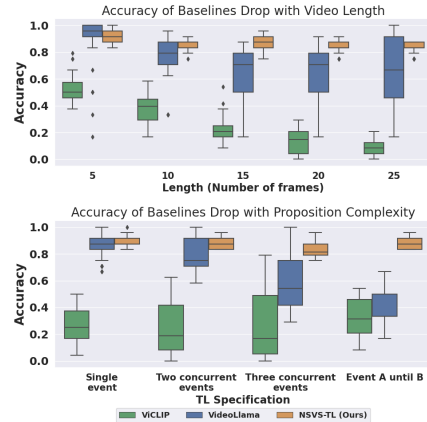 Accuracy of Baselines Drop with Video Length
1.0
0.8
0.6
0.4
0.2
0.0
Accuracy
5 10 15 20 25
Length (Number of frames)
Accuracy of Baselines Drop with Proposition Complexity
1.0
0.8
0.6
0.4
0.2
0.0
Accuracy
Single event
Two concurrent events
Three concurrent events
Event A until B
TL Specification
ViCLIP VideoLlama NSVS-TL (Ours)